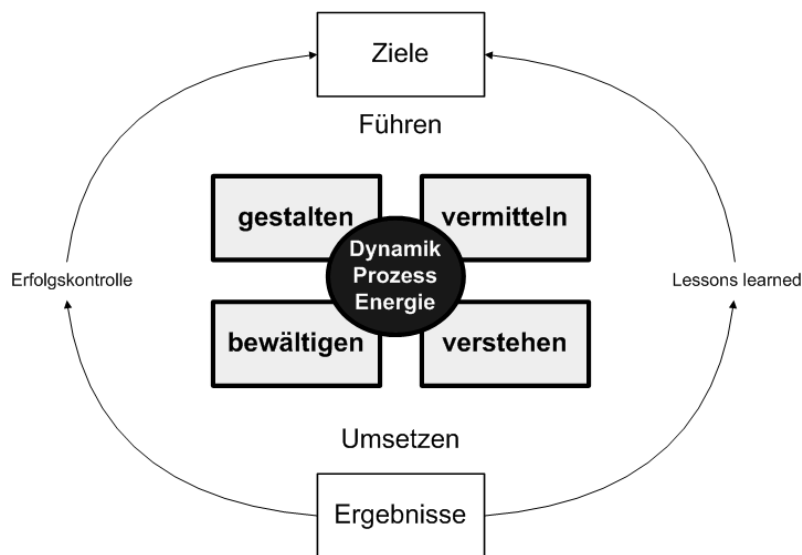 Ziele
Führen
gestalten
vermitteln
Dynamik
Prozess
Energie
Erfolgskontrolle
Lessons learned
bewältigen
verstehen
Umsetzen
Ergebnisse